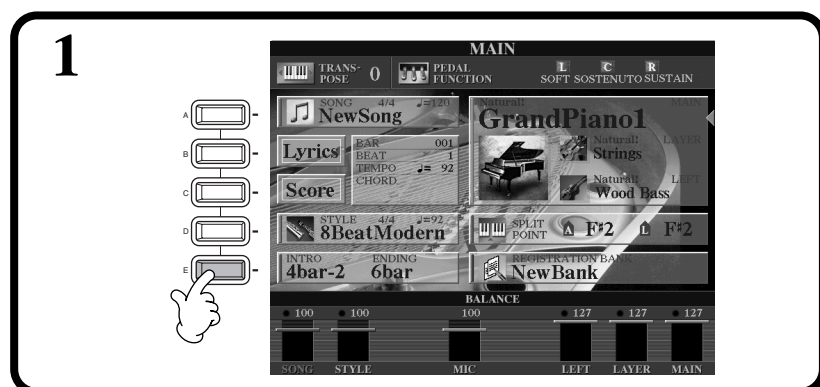 1
MAIN
TRANS-
POSE 0
PEDAL
FUNCTION
L C R
SOFT SOSTENUTO SUSTAIN
SONG 4/4 ♩=120
NewSong
Natural! MAIN
GrandPiano1
A
B
C
D
E
Lyrics
Score
BAR 001
BEAT 1
TEMPO ♩= 92
CHORD
Natural! LAYER
Strings
Natural! LEFT
Wood Bass
STYLE 4/4 ♩=92
8BeatModern
SPLIT
POINT A F♯2 L F♯2
INTRO ENDING
4bar-2 6bar
REGISTRATION BANK
NewBank
BALANCE
100 100 100 127 127 127
SONG STYLE MIC LEFT LAYER MAIN